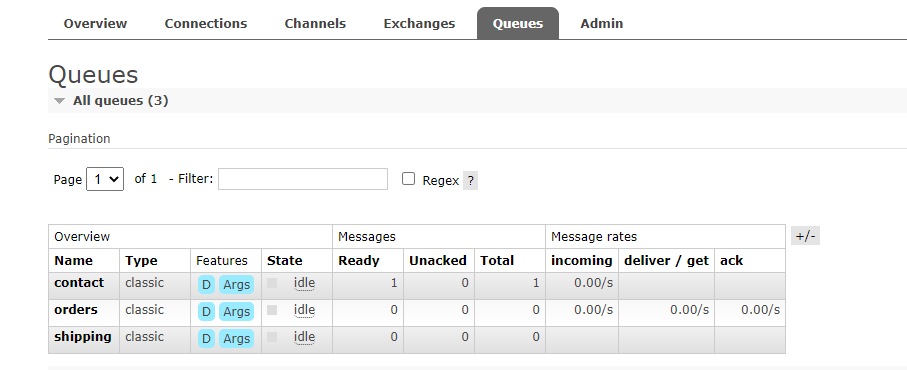 Overview Connections Channels Exchanges Queues Admin
Queues
All queues (3)
Pagination
Page 1 of 1 - Filter: Regex ?
Overview Messages Message rates +/-
Name Type Features State Ready Unacked Total incoming deliver / get ack
contact classic D Args idle 1 0 1 0.00/s
orders classic D Args idle 0 0 0 0.00/s 0.00/s 0.00/s
shipping classic D Args idle 0 0 0